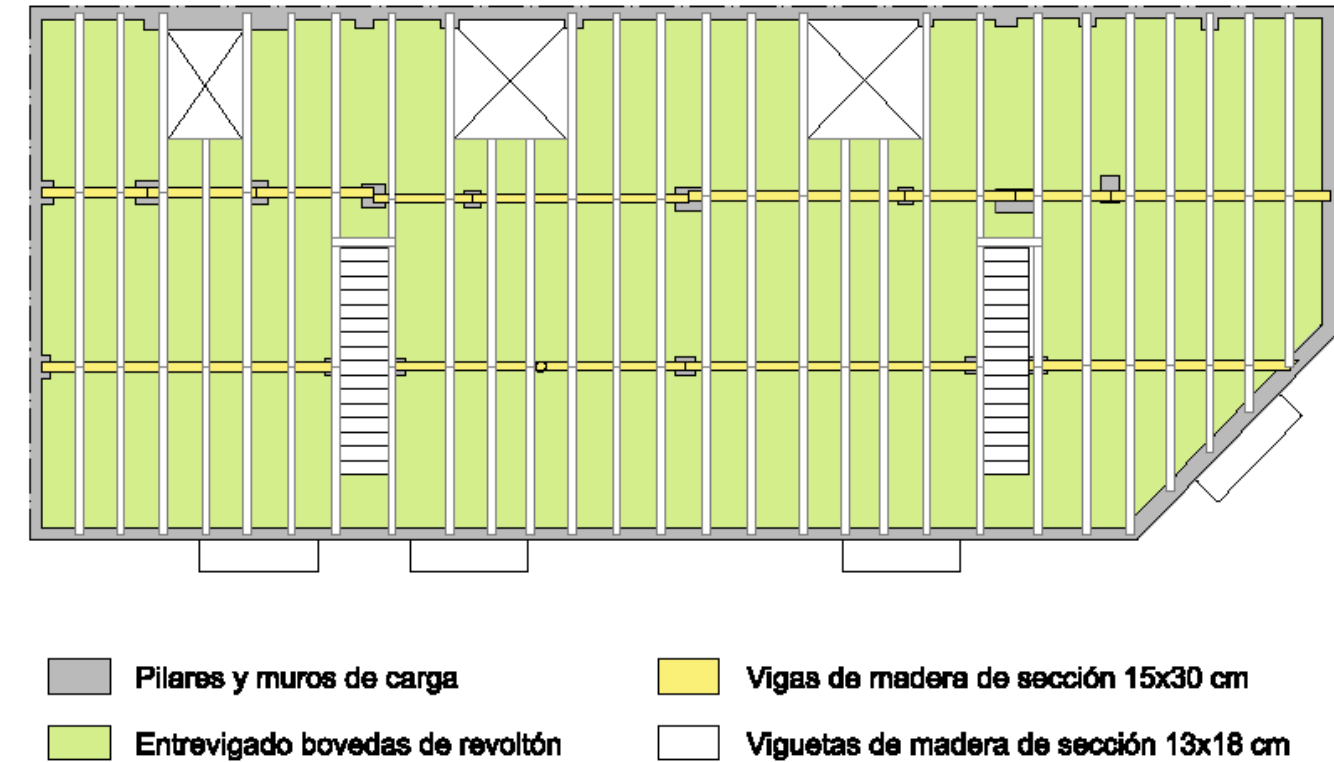 Pilares y muros de carga
Vigas de madera de sección 15x30 cm
Entrevigado bovedas de revoltón
Viguetas de madera de sección 13x18 cm